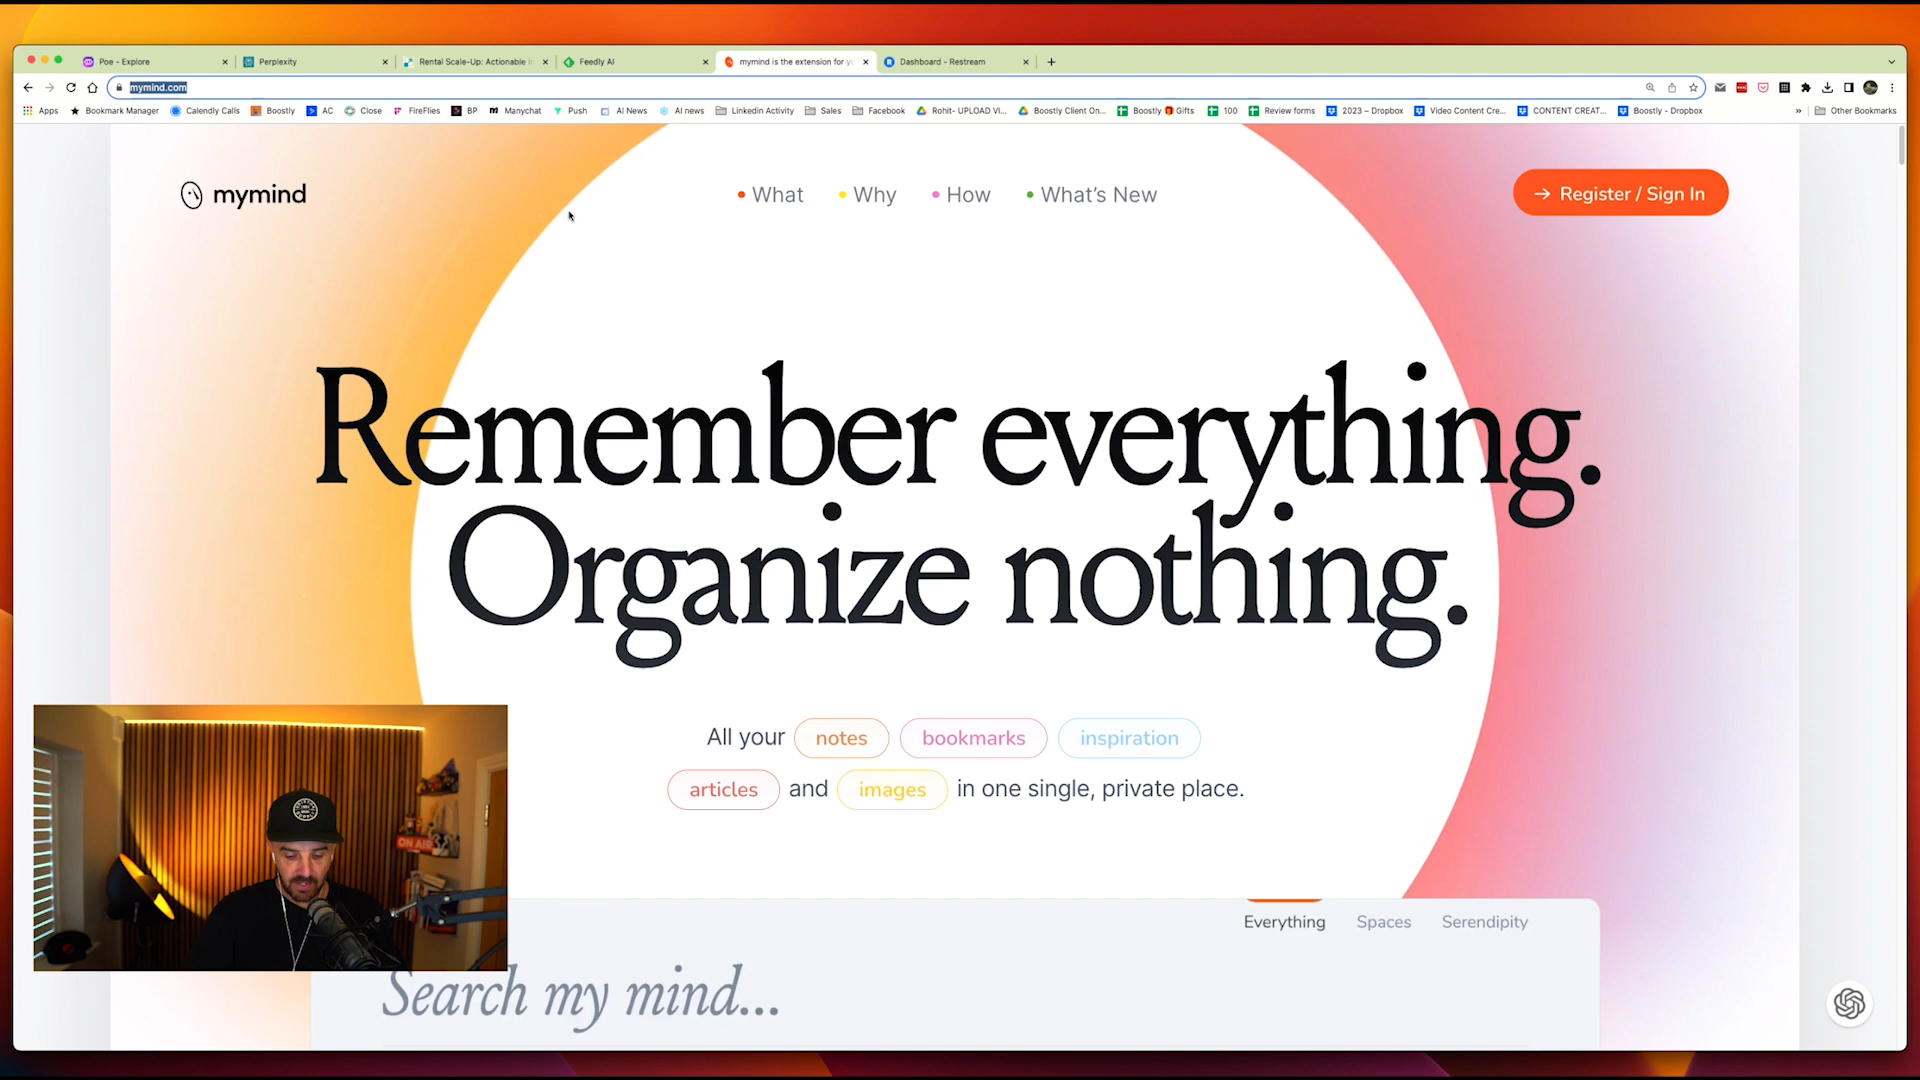 Poe - Explore
Perplexity
Rental Scale-Up: Actionable i
Feedly AI
mymind is the extension for y
Dashboard - Restream
mymind.com
Apps
Bookmark Manager
Calendly Calls
Boostly
AC
Close
FireFlies
BP
Manychat
Push
AI News
AI news
Linkedin Activity
Sales
Facebook
Rohit- UPLOAD VI...
Boostly Client On...
Boostly 🎁 Gifts
100
Review forms
2023 – Dropbox
Video Content Cre...
CONTENT CREAT...
Boostly - Dropbox
»
Other Bookmarks
mymind
What
Why
How
What's New
→ Register / Sign In
Remember everything.
Organize nothing.
All your notes bookmarks inspiration
articles and images in one single, private place.
Everything
Spaces
Serendipity
Search my mind...
ON AIR